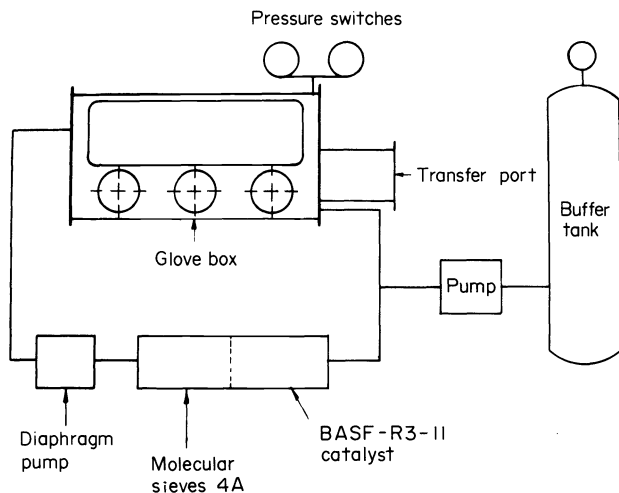 Pressure switches
Transfer port
Glove box
Buffer
tank
Pump
Diaphragm
pump
Molecular
sieves 4A
BASF-R3-11
catalyst